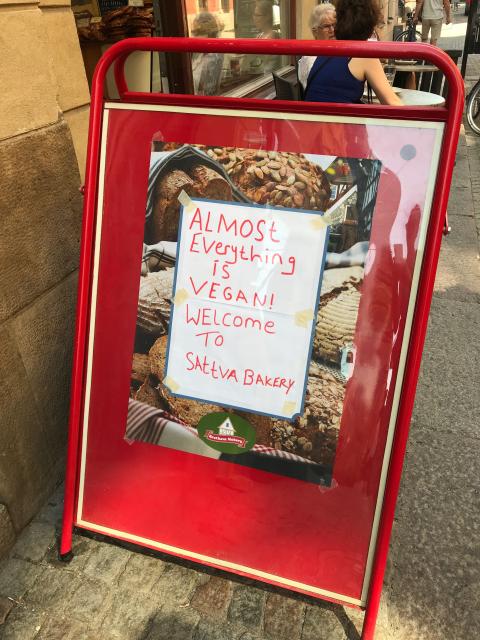 ALMOST
Everything
is
VEGAN!
WELCOME
TO
SATTVA BAKERY